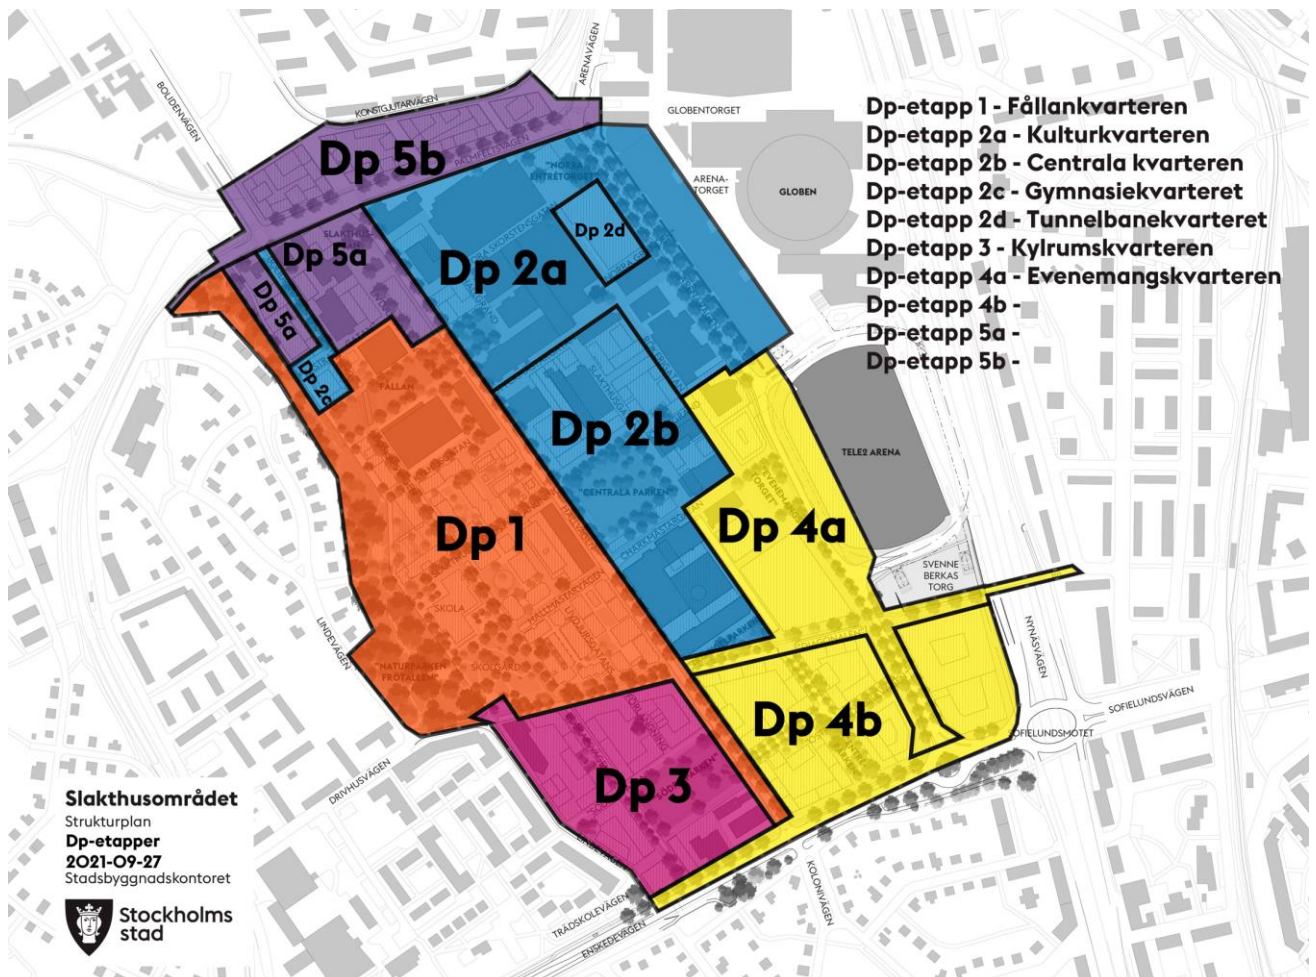 BOLIDENVÄGEN
KONSTGJUTARVÄGEN
ARENAVÄGEN
GLOBENTORGET
Dp-etapp 1 - Fållankvarteren
Dp-etapp 2a - Kulturkvarteren
Dp-etapp 2b - Centrala kvarteren
Dp-etapp 2c - Gymnasiekvarteret
Dp-etapp 2d - Tunnelbanekvarteret
Dp-etapp 3 - Kylrumskvarteren
Dp-etapp 4a - Evenemangskvarteren
Dp-etapp 4b -
Dp-etapp 5a -
Dp-etapp 5b -
Dp 5b
PALMFELTSVÄGEN
ARENA-
TORGET
GLOBEN
Dp 5a
Dp 2a
Dp 2d
Dp 5a
Dp 2c
FÅLLAN
Dp 2b
TELE2 ARENA
"CENTRALA PARKEN"
Dp 1
Dp 4a
SVENNE
BERKAS
TORG
SKOLA
HALLMÄSTARVÄGEN
SKOLGÅRD
"NATURPARKEN
LINDEVÄGEN
NYNÄSVÄGEN
SOFIELUNDSVÄGEN
SOFIELUNDSMOTET
Dp 4b
Dp 3
DRIVHUSVÄGEN
KOLONIVÄGEN
TRÄDSKOLEVÄGEN
ENSKEDEVÄGEN
Slakthusområdet
Strukturplan
Dp-etapper
2021-09-27
Stadsbyggnadskontoret
Stockholms
stad